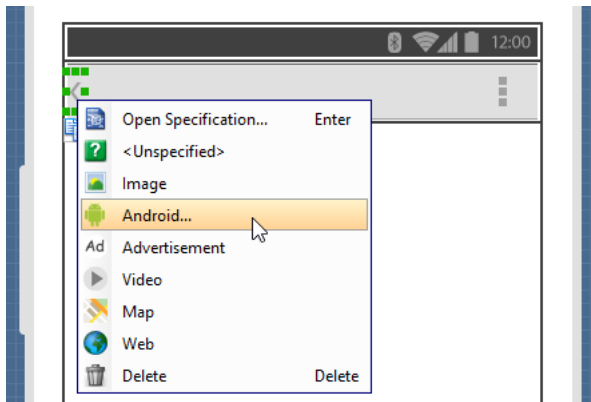 12:00
Open Specification... Enter
<Unspecified>
Image
Android...
Ad Advertisement
Video
Map
Web
Delete Delete